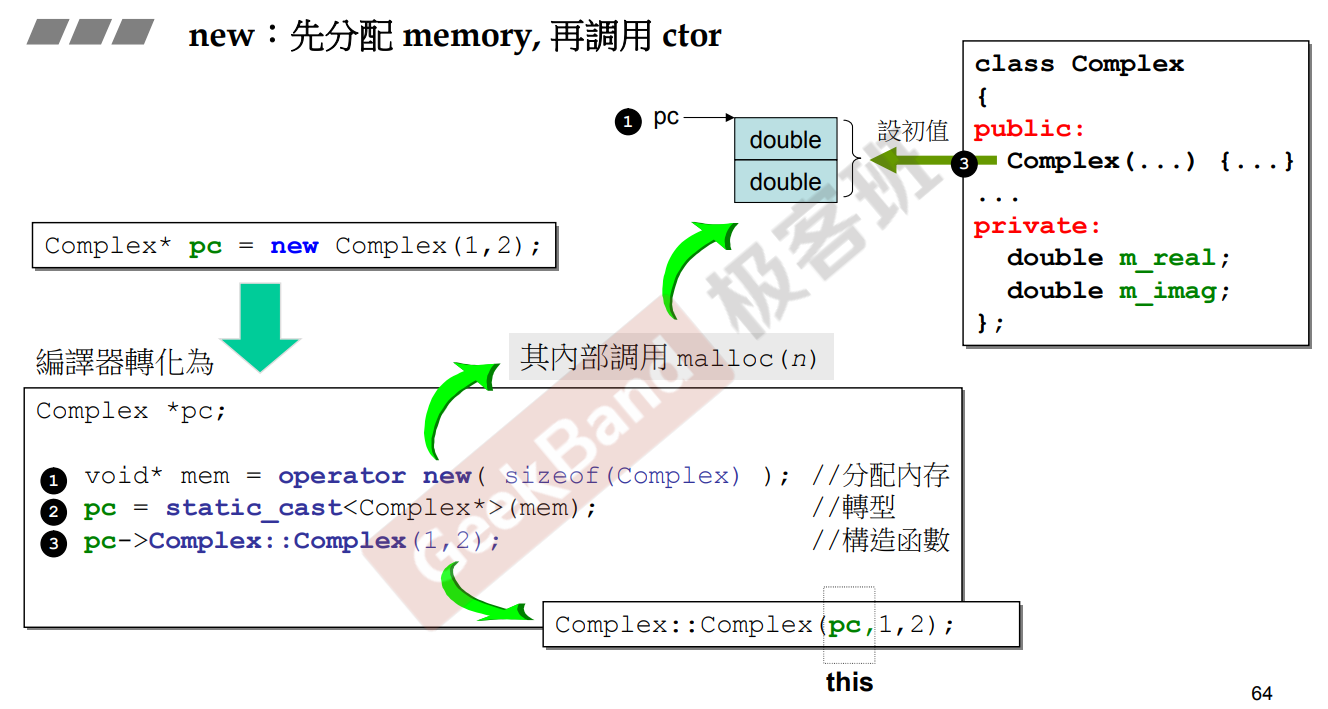 new：先分配 memory, 再調用 ctor
class Complex
{
public:
Complex(...) {...}
...
private:
double m_real;
double m_imag;
};
1 pc
double
double
設初值
3
Complex* pc = new Complex(1,2);
編譯器轉化為
其內部調用 malloc(n)
Complex *pc;
1 void* mem = operator new( sizeof(Complex) ); //分配內存
2 pc = static_cast<Complex*>(mem); //轉型
3 pc->Complex::Complex(1,2); //構造函數
Complex::Complex(pc,1,2);
this
GeekBand 极客班
64